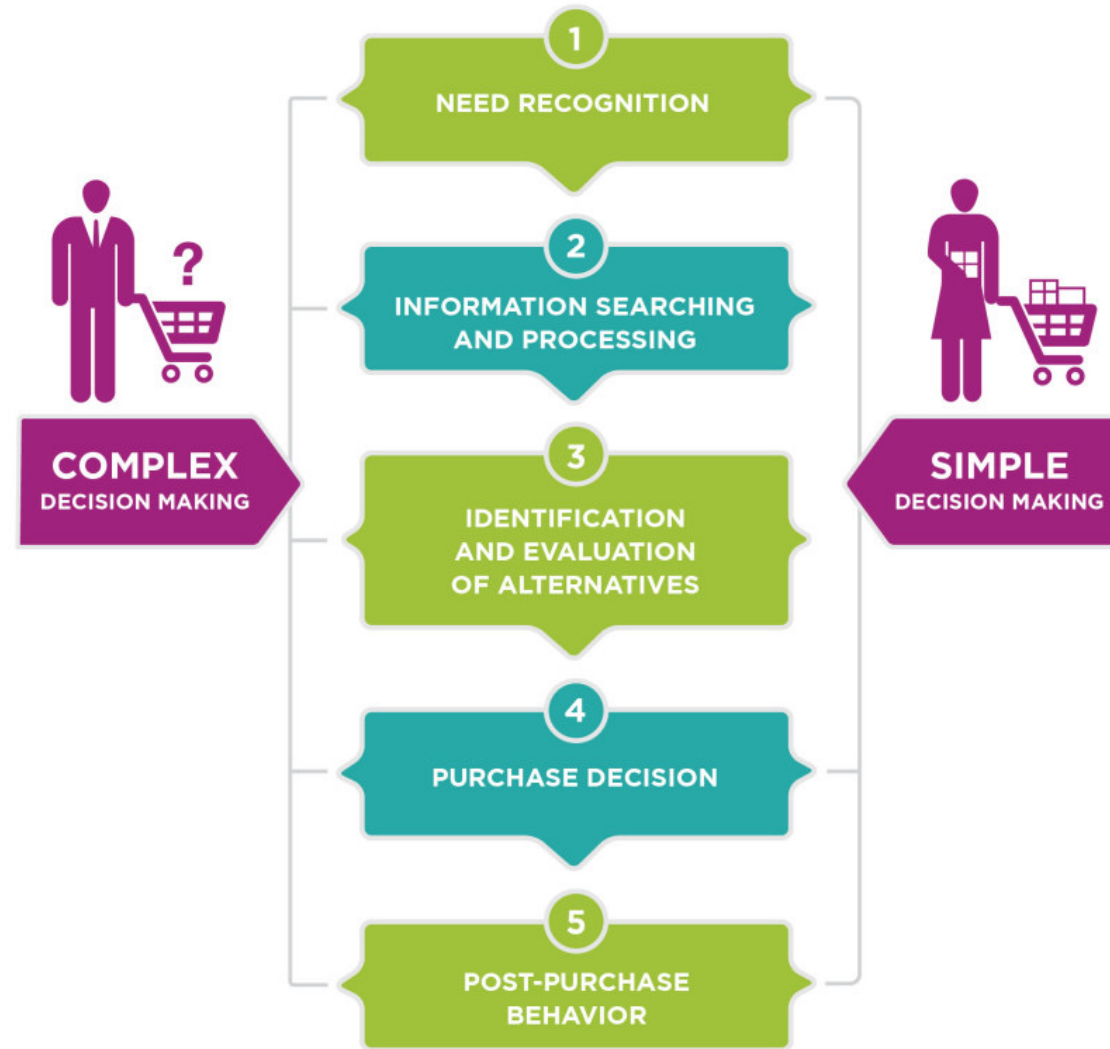 1
NEED RECOGNITION
2
INFORMATION SEARCHING
AND PROCESSING
?
COMPLEX
DECISION MAKING
3
IDENTIFICATION
AND EVALUATION
OF ALTERNATIVES
SIMPLE
DECISION MAKING
4
PURCHASE DECISION
5
POST-PURCHASE
BEHAVIOR